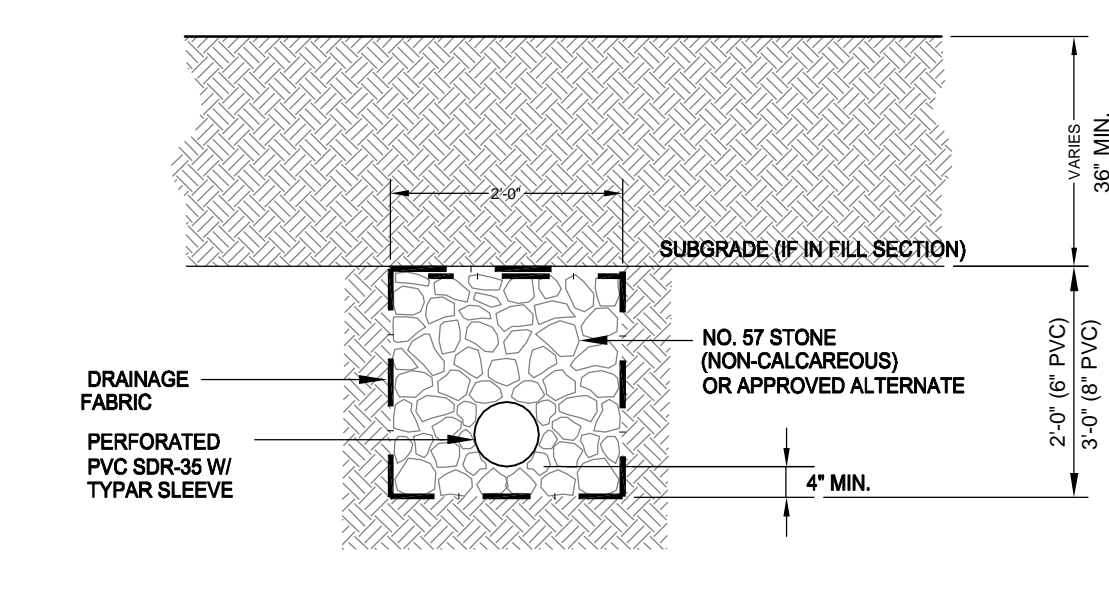 2'-0"
VARIES
36" MIN.
SUBGRADE (IF IN FILL SECTION)
NO. 57 STONE
(NON-CALCAREOUS)
OR APPROVED ALTERNATE
DRAINAGE
FABRIC
PERFORATED
PVC SDR-35 W/
TYPAR SLEEVE
4" MIN.
2'-0" (6" PVC)
3'-0" (8" PVC)